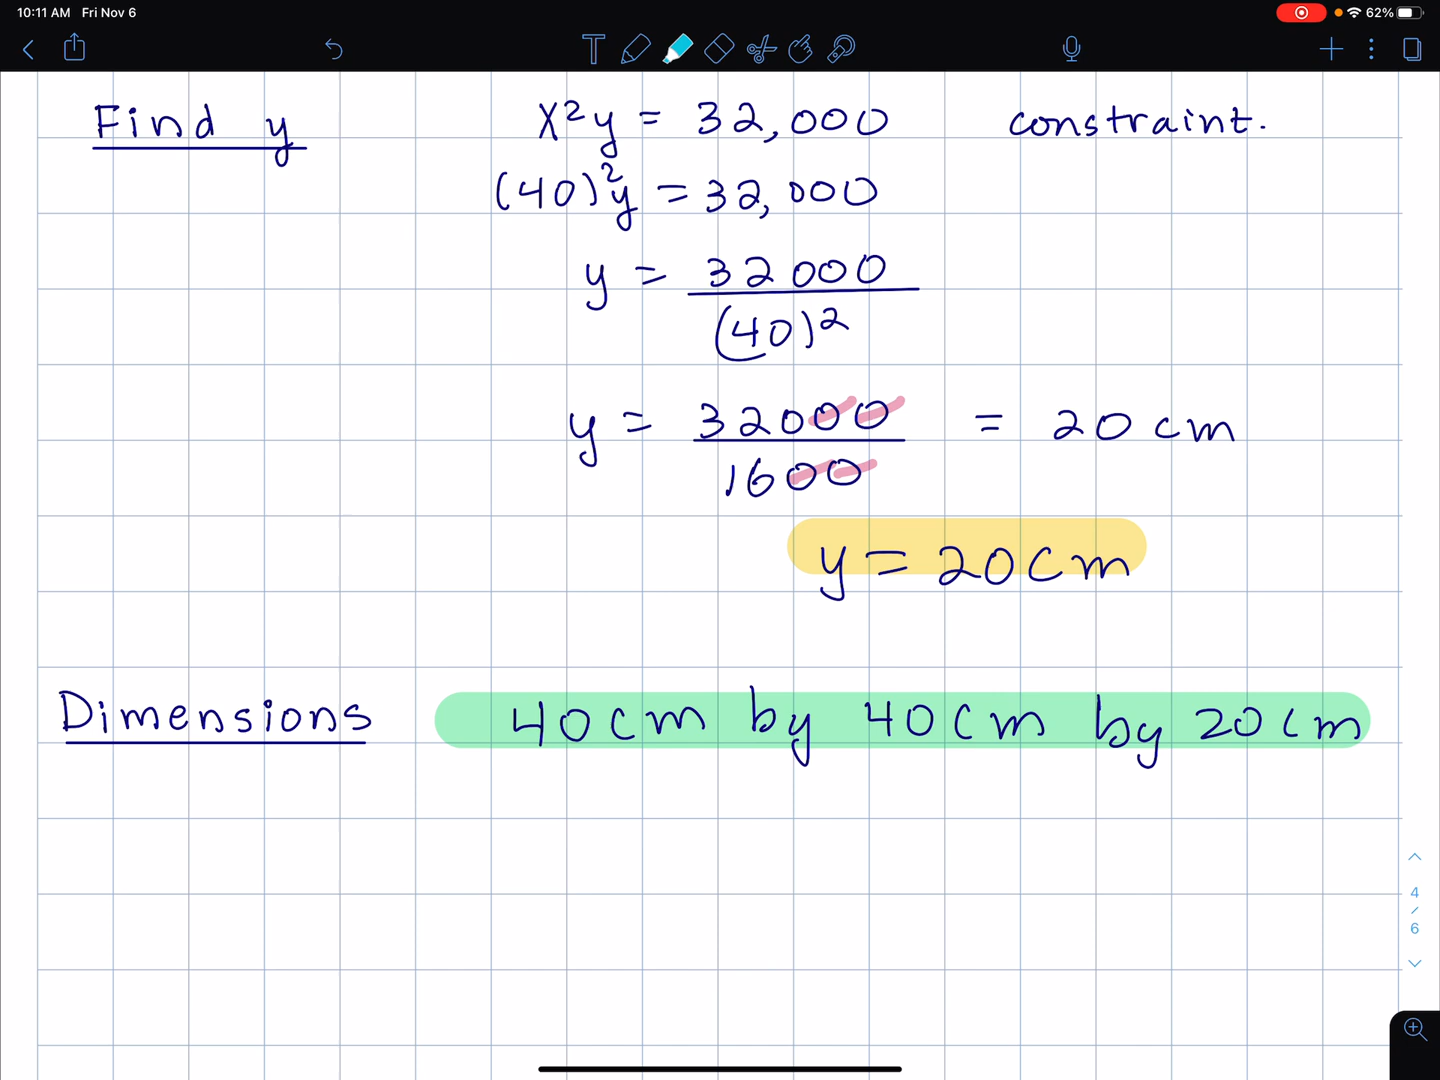 10:11 AM Fri Nov 6 62%
Find y x²y = 32,000 constraint.
(40)²y = 32,000
y = 32000
(40)²
y = 32000 = 20 cm
1600
y = 20cm
Dimensions 40cm by 40cm by 20cm
4
/
6